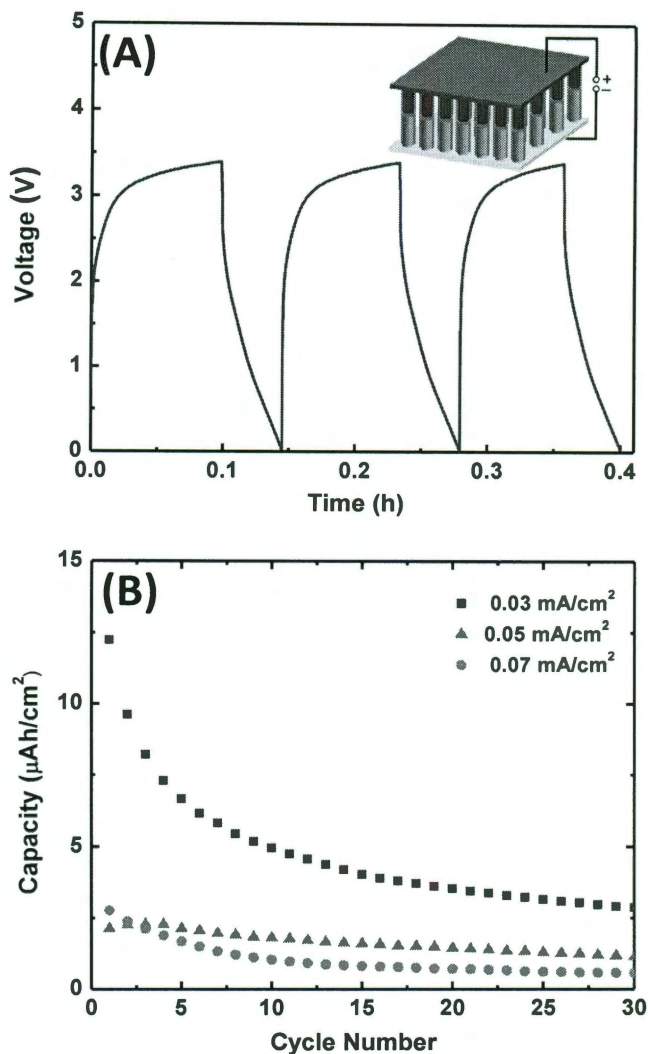 (A)
Voltage (V)
5
4
3
2
1
0
+
−
0.0 0.1 0.2 0.3 0.4
Time (h)
(B)
Capacity (μAh/cm²)
15
10
5
0
0.03 mA/cm²
0.05 mA/cm²
0.07 mA/cm²
0 5 10 15 20 25 30
Cycle Number